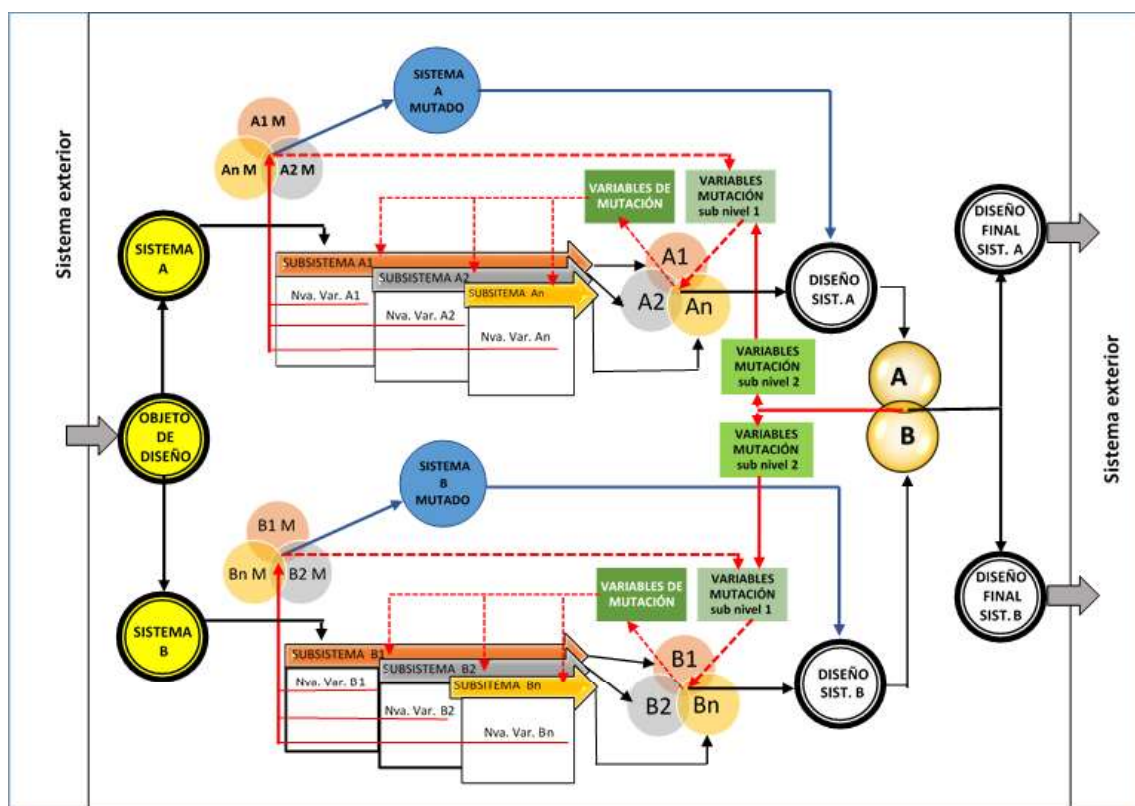 Sistema exterior
SISTEMA
A
MUTADO
A1 M
An M
A2 M
VARIABLES DE
MUTACIÓN
VARIABLES
MUTACIÓN
sub nivel 1
SISTEMA
A
SUBSISTEMA A1
SUBSISTEMA A2
SUBSITEMA An
Nva. Var. A1
Nva. Var. A2
Nva. Var. An
A1
A2
An
DISEÑO
SIST. A
DISEÑO
FINAL
SIST. A
VARIABLES
MUTACIÓN
sub nivel 2
A
B
OBJETO
DE
DISEÑO
VARIABLES
MUTACIÓN
sub nivel 2
SISTEMA
B
MUTADO
B1 M
Bn M
B2 M
VARIABLES DE
MUTACIÓN
VARIABLES
MUTACIÓN
sub nivel 1
SISTEMA
B
SUBSISTEMA B1
SUBSISTEMA B2
SUBSITEMA Bn
Nva. Var. B1
Nva. Var. B2
Nva. Var. Bn
B1
B2
Bn
DISEÑO
SIST. B
DISEÑO
FINAL
SIST. B
Sistema exterior